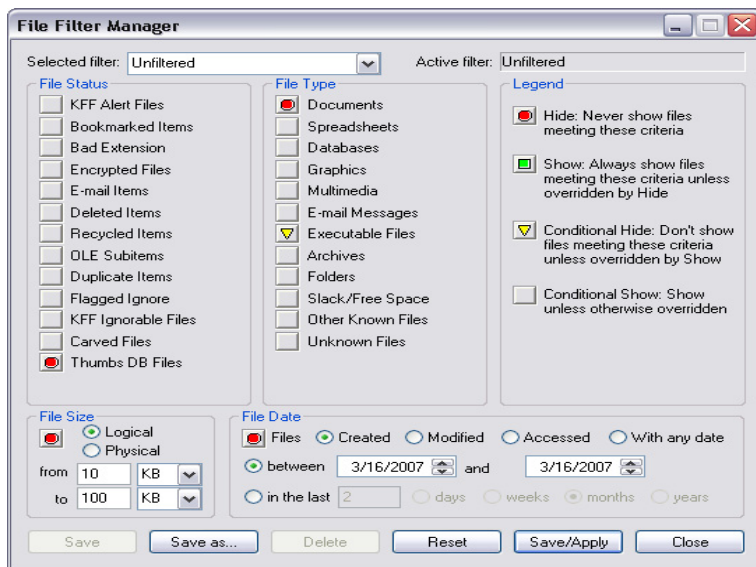 File Filter Manager
Selected filter: Unfiltered
Active filter: Unfiltered
File Status
KFF Alert Files
Bookmarked Items
Bad Extension
Encrypted Files
E-mail Items
Deleted Items
Recycled Items
OLE Subitems
Duplicate Items
Flagged Ignore
KFF Ignorable Files
Carved Files
Thumbs DB Files
File Type
Documents
Spreadsheets
Databases
Graphics
Multimedia
E-mail Messages
Executable Files
Archives
Folders
Slack/Free Space
Other Known Files
Unknown Files
Legend
Hide: Never show files
meeting these criteria
Show: Always show files
meeting these criteria unless
overridden by Hide
Conditional Hide: Don't show
files meeting these criteria
unless overridden by Show
Conditional Show: Show
unless otherwise overridden
File Size
Logical
Physical
from 10 KB
to 100 KB
File Date
Files Created Modified Accessed With any date
between 3/16/2007 and 3/16/2007
in the last 2 days weeks months years
Save Save as... Delete Reset Save/Apply Close